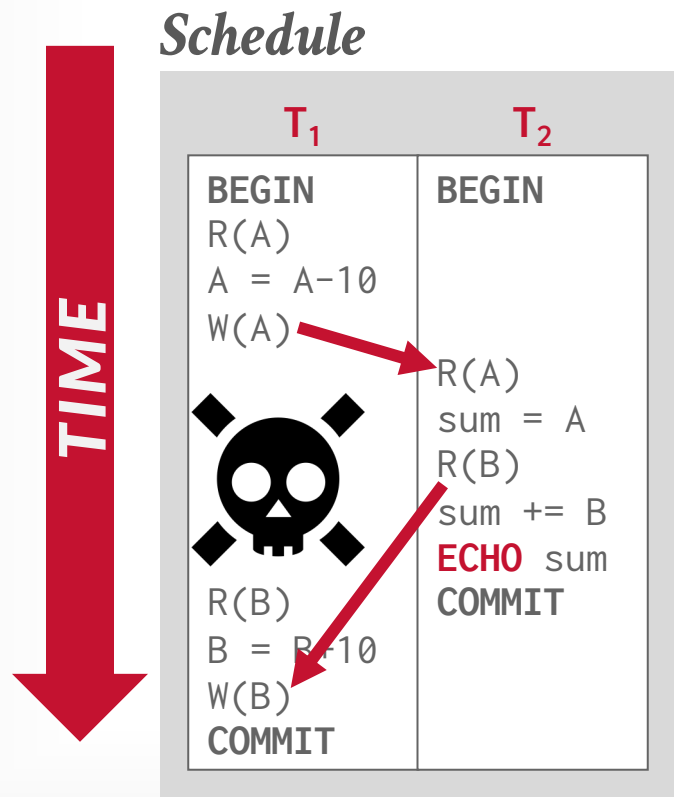 Schedule
TIME
T₁
BEGIN
R(A)
A = A-10
W(A)
R(B)
B = B+10
W(B)
COMMIT
T₂
BEGIN
R(A)
sum = A
R(B)
sum += B
ECHO sum
COMMIT